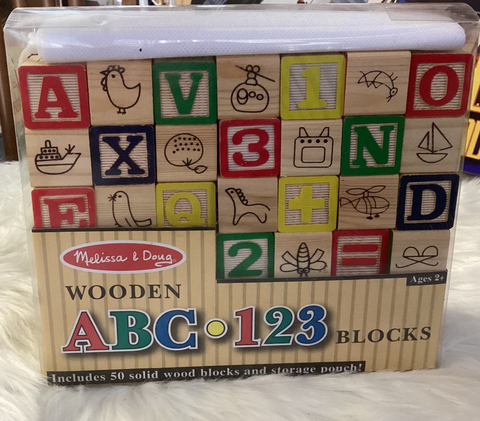 A V 1 O
X 3 N
E Q + D
2 =
Melissa & Doug
Ages 2+
WOODEN
ABC • 123 BLOCKS
Includes 50 solid wood blocks and storage pouch!